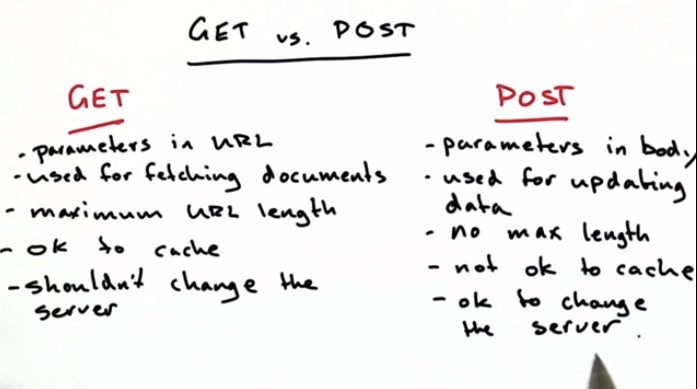 GET vs. POST
GET
- parameters in URL
- used for fetching documents
- maximum URL length
- ok to cache
- shouldn't change the
server
POST
- parameters in body
- used for updating
data
- no max length
- not ok to cache
- ok to change
the server.